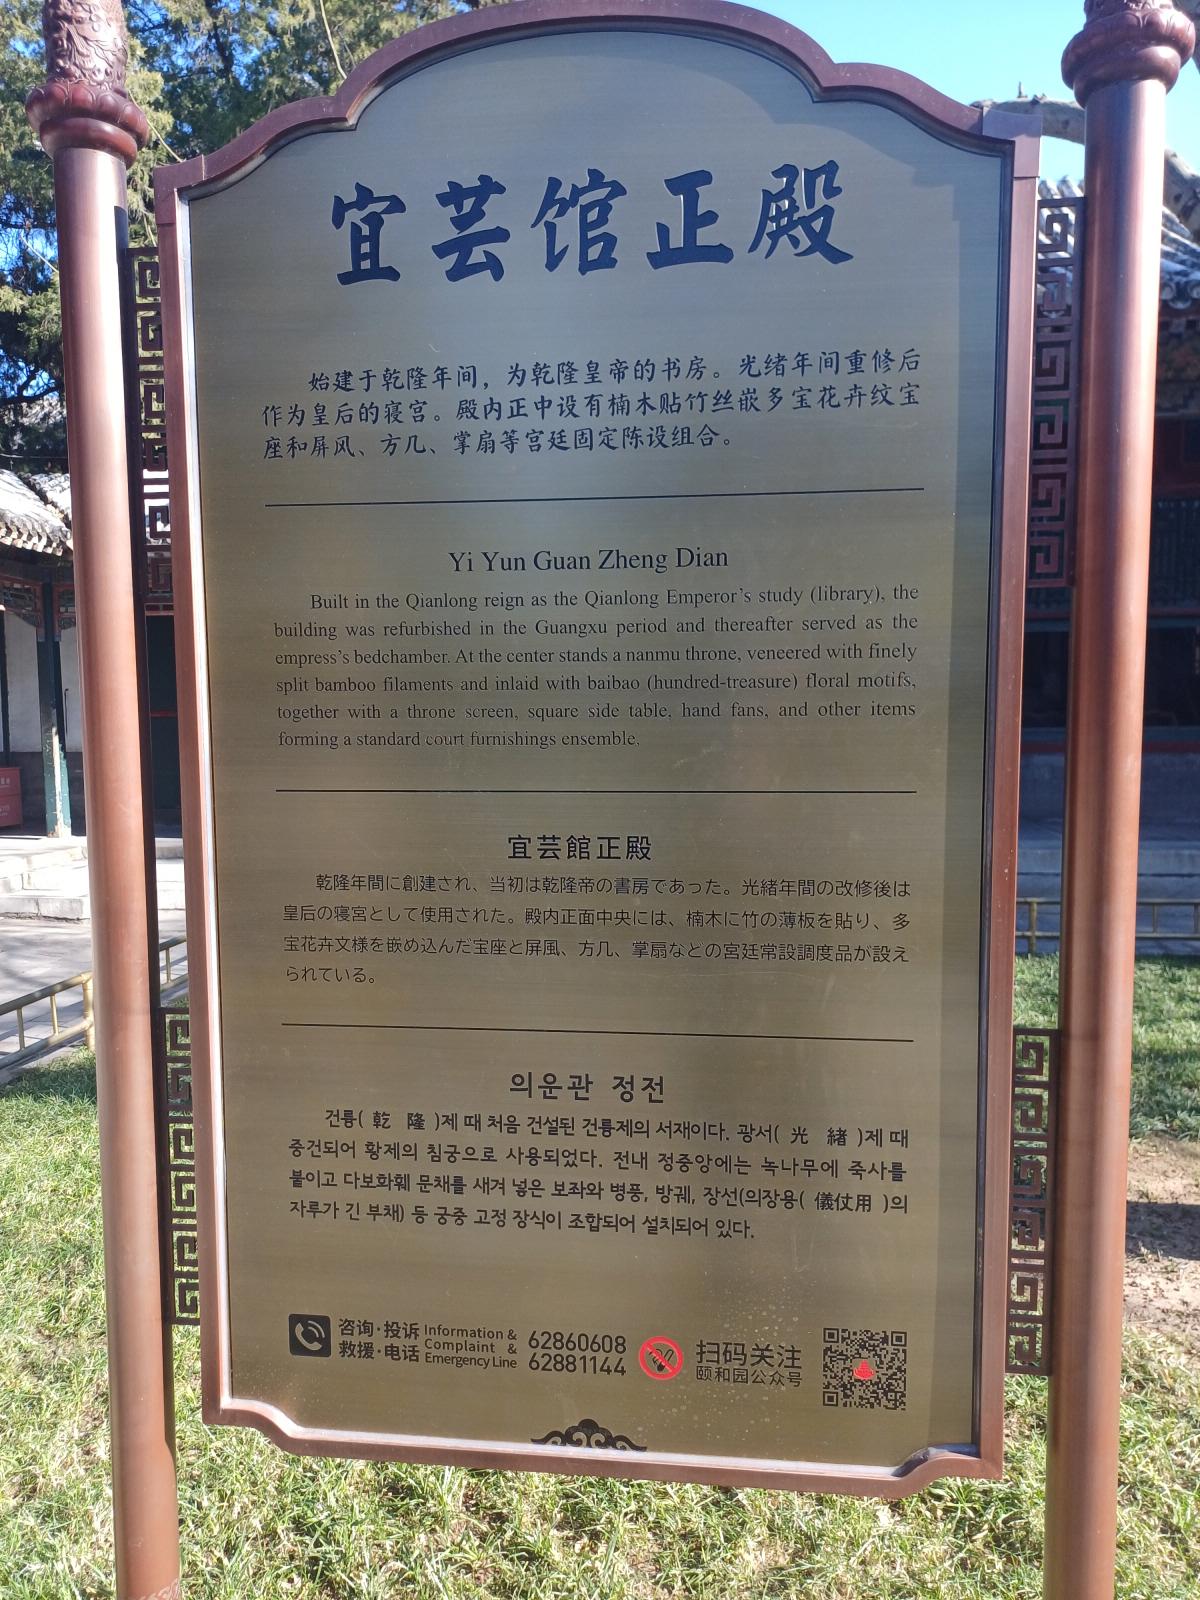 宜芸馆正殿
始建于乾隆年间，为乾隆皇帝的书房。光绪年间重修后
作为皇后的寝宫。殿内正中设有楠木贴竹丝嵌多宝花卉纹宝
座和屏风、方几、掌扇等宫廷固定陈设组合。
Yi Yun Guan Zheng Dian
Built in the Qianlong reign as the Qianlong Emperor's study (library), the
building was refurbished in the Guangxu period and thereafter served as the
empress's bedchamber. At the center stands a nanmu throne, veneered with finely
split bamboo filaments and inlaid with baibao (hundred-treasure) floral motifs,
together with a throne screen, square side table, hand fans, and other items
forming a standard court furnishings ensemble.
宜芸館正殿
乾隆年間に創建され、当初は乾隆帝の書房であった。光緒年間の改修後は
皇后の寝宮として使用された。殿内正面中央には、楠木に竹の薄板を貼り、多
宝花卉文様を嵌め込んだ宝座と屏風、方几、掌扇などの宮廷常設調度品が設え
られている。
의운관 정전
건륭( 乾 隆 )제 때 처음 건설된 건륭제의 서재이다. 광서( 光 緒 )제 때
중건되어 황제의 침궁으로 사용되었다. 전내 정중앙에는 녹나무에 죽사를
붙이고 다보화훼 문채를 새겨 넣은 보좌와 병풍, 방궤, 장선(의장용( 儀仗用 )의
자루가 긴 부채) 등 궁중 고정 장식이 조합되어 설치되어 있다.
咨询·投诉 Information &
救援·电话 Complaint &
Emergency Line
62860608
62881144
扫码关注
颐和园公众号